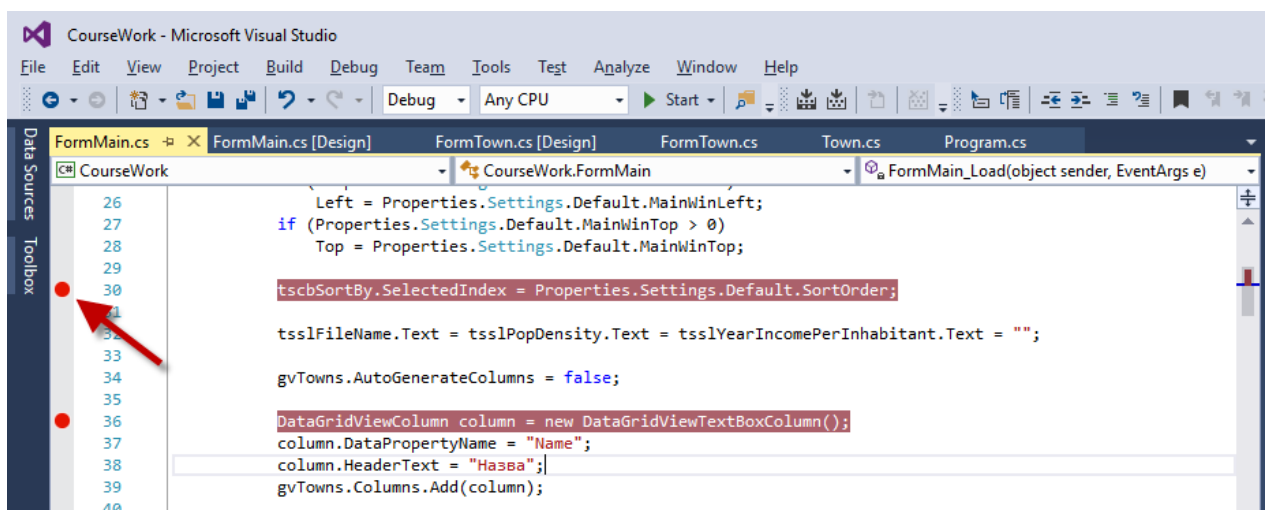 CourseWork - Microsoft Visual Studio
File Edit View Project Build Debug Team Tools Test Analyze Window Help
Debug Any CPU Start
Data Sources
Toolbox
FormMain.cs FormMain.cs [Design] FormTown.cs [Design] FormTown.cs Town.cs Program.cs
C# CourseWork CourseWork.FormMain FormMain_Load(object sender, EventArgs e)
26 Left = Properties.Settings.Default.MainWinLeft;
27 if (Properties.Settings.Default.MainWinTop > 0)
28 Top = Properties.Settings.Default.MainWinTop;
29
30 tscbSortBy.SelectedIndex = Properties.Settings.Default.SortOrder;
31
32 tsslFileName.Text = tsslPopDensity.Text = tsslYearIncomePerInhabitant.Text = "";
33
34 gvTowns.AutoGenerateColumns = false;
35
36 DataGridViewColumn column = new DataGridViewTextBoxColumn();
37 column.DataPropertyName = "Name";
38 column.HeaderText = "Назва";
39 gvTowns.Columns.Add(column);
40